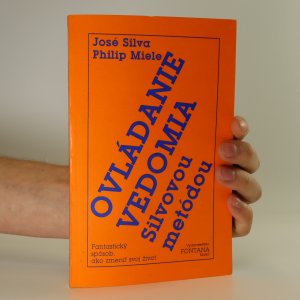 José Silva
Philip Miele
OVLÁDANIE
VEDOMIA
Silvovou
metódou
Fantastický
spôsob,
ako zmeniť svoj život
Vydavateľstvo
FONTANA